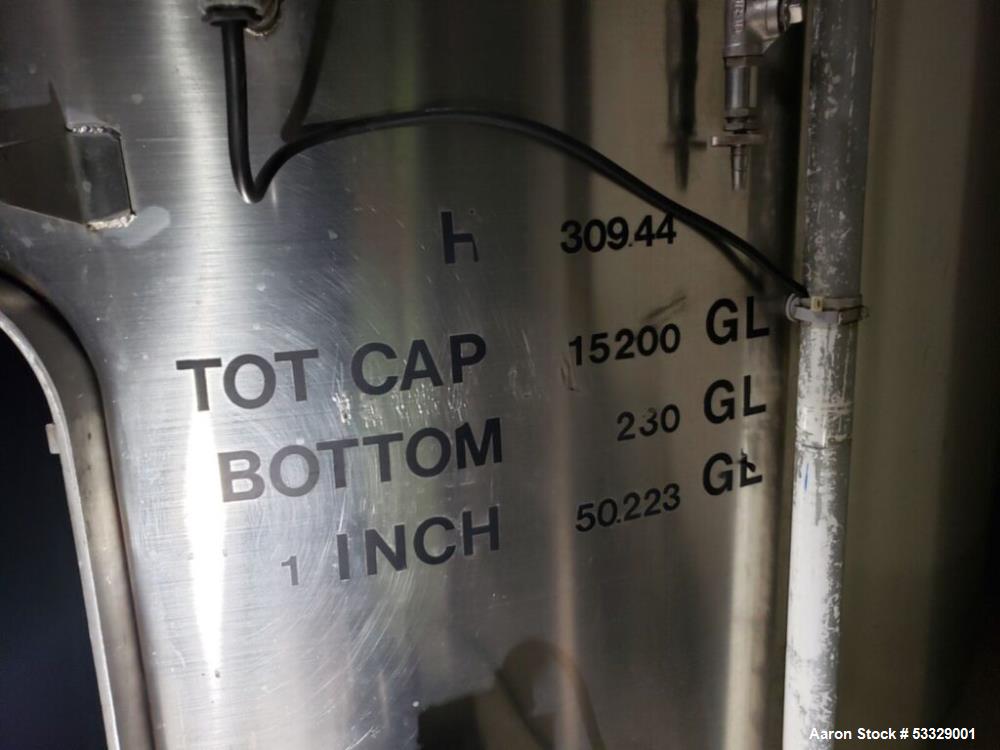 H 309.44
TOT CAP 15200 GL
BOTTOM 230 GL
1 INCH 50.223 GL
Aaron Stock # 53329001